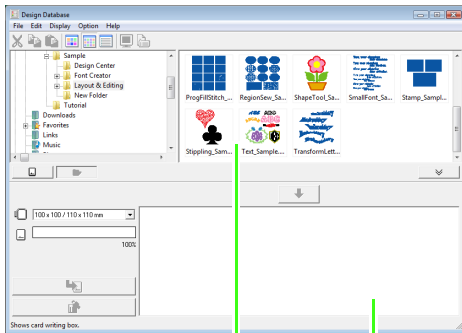 Design Database
File Edit Display Option Help
Sample
Design Center
Font Creator
Layout & Editing
New Folder
Tutorial
Downloads
Favorites
Links
Music
ProgFillStitch_... RegionSew_Sa... ShapeTool_Sa... SmallFont_Sa... Stamp_Sampl...
Stippling_Sam... Text_Sample.... TransformLett...
100 x 100 / 110 x 110 mm
100%
Shows card writing box.